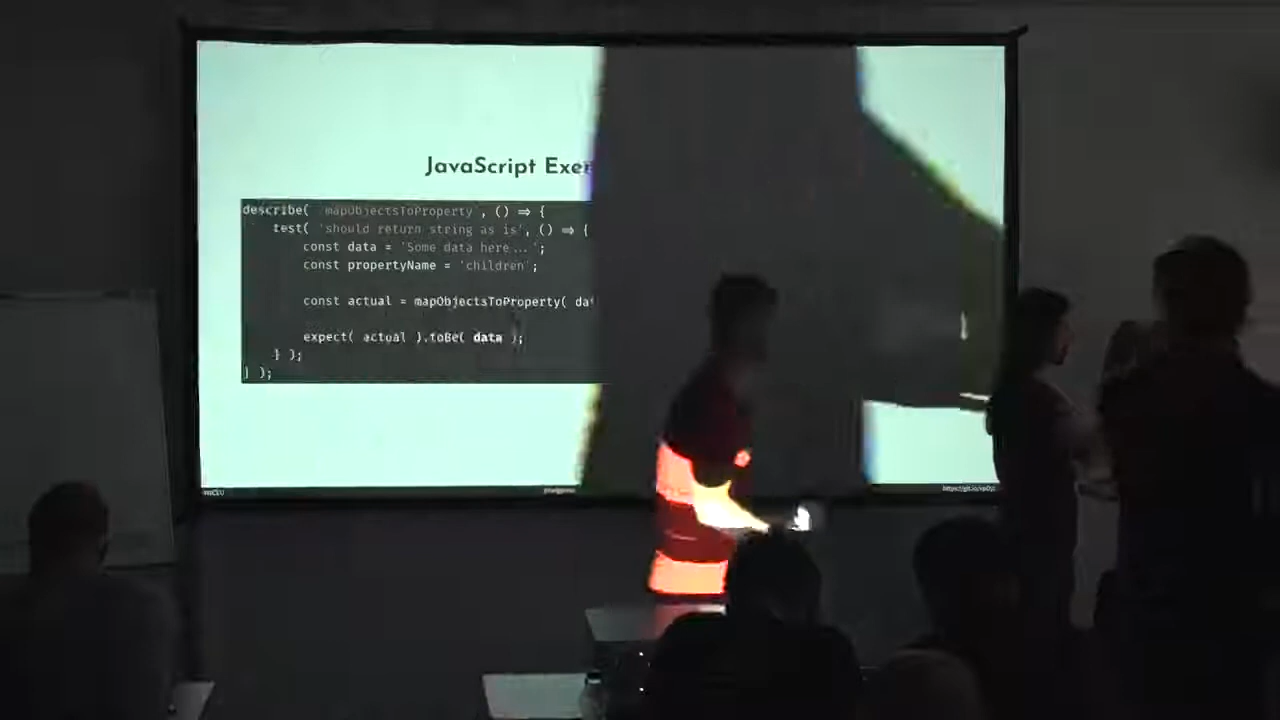 JavaScript Exer
describe( 'mapObjectsToProperty', () => {
test( 'should return string as is', () => {
const data = 'Some data here...';
const propertyName = 'children';
const actual = mapObjectsToProperty( dat
expect( actual ).toBe( data );
} );
} );